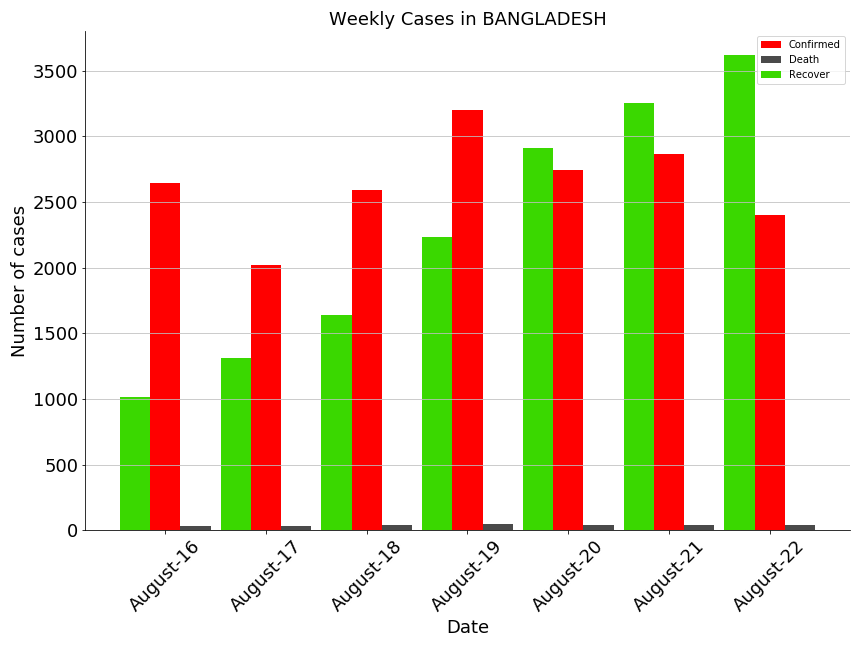 Weekly Cases in BANGLADESH
Confirmed
Death
Recover
Number of cases
3500
3000
2500
2000
1500
1000
500
0
August-16
August-17
August-18
August-19
August-20
August-21
August-22
Date